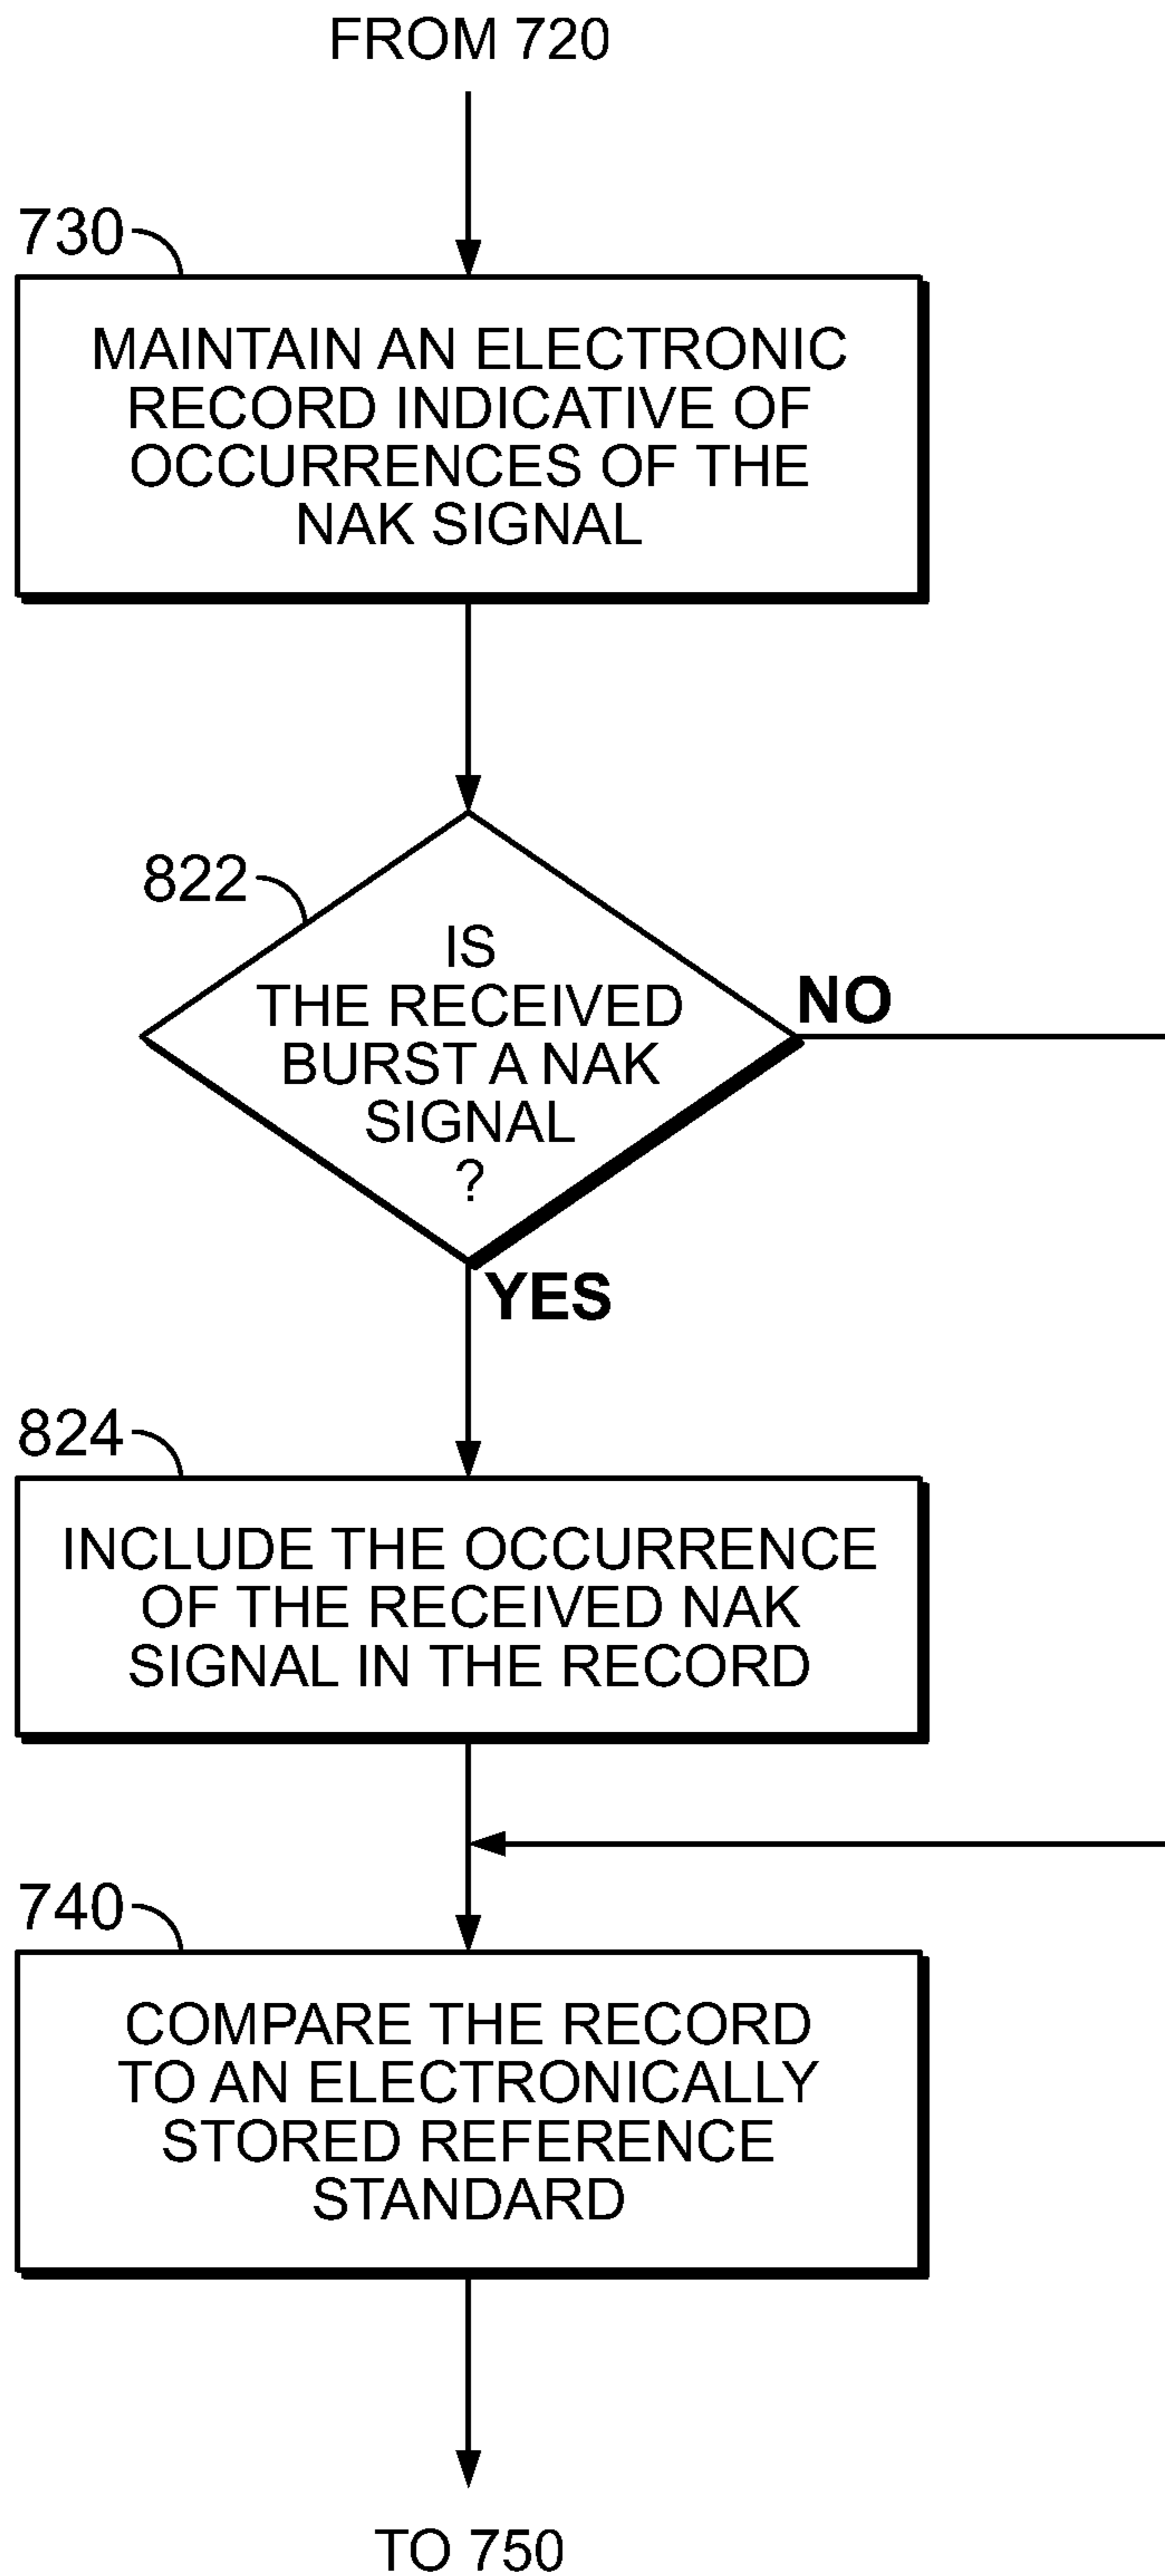 FROM 720
730
MAINTAIN AN ELECTRONIC
RECORD INDICATIVE OF
OCCURRENCES OF THE
NAK SIGNAL
822
IS
THE RECEIVED
BURST A NAK
SIGNAL
?
NO
YES
824
INCLUDE THE OCCURRENCE
OF THE RECEIVED NAK
SIGNAL IN THE RECORD
740
COMPARE THE RECORD
TO AN ELECTRONICALLY
STORED REFERENCE
STANDARD
TO 750